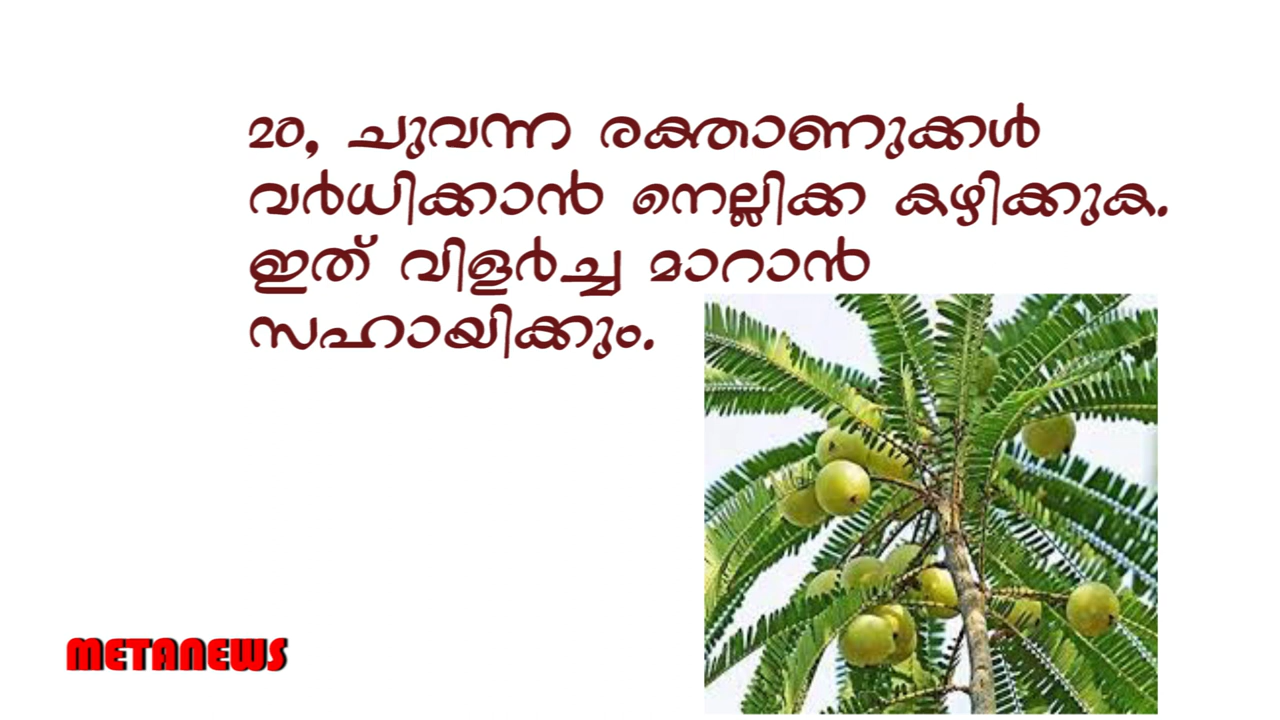 20, ചുവന്ന രക്താണുക്കൾ
വർധിക്കാൻ നെല്ലിക്ക കഴിക്കുക.
ഇത് വിളർച്ച മാറാൻ
സഹായിക്കും.
METANEWS